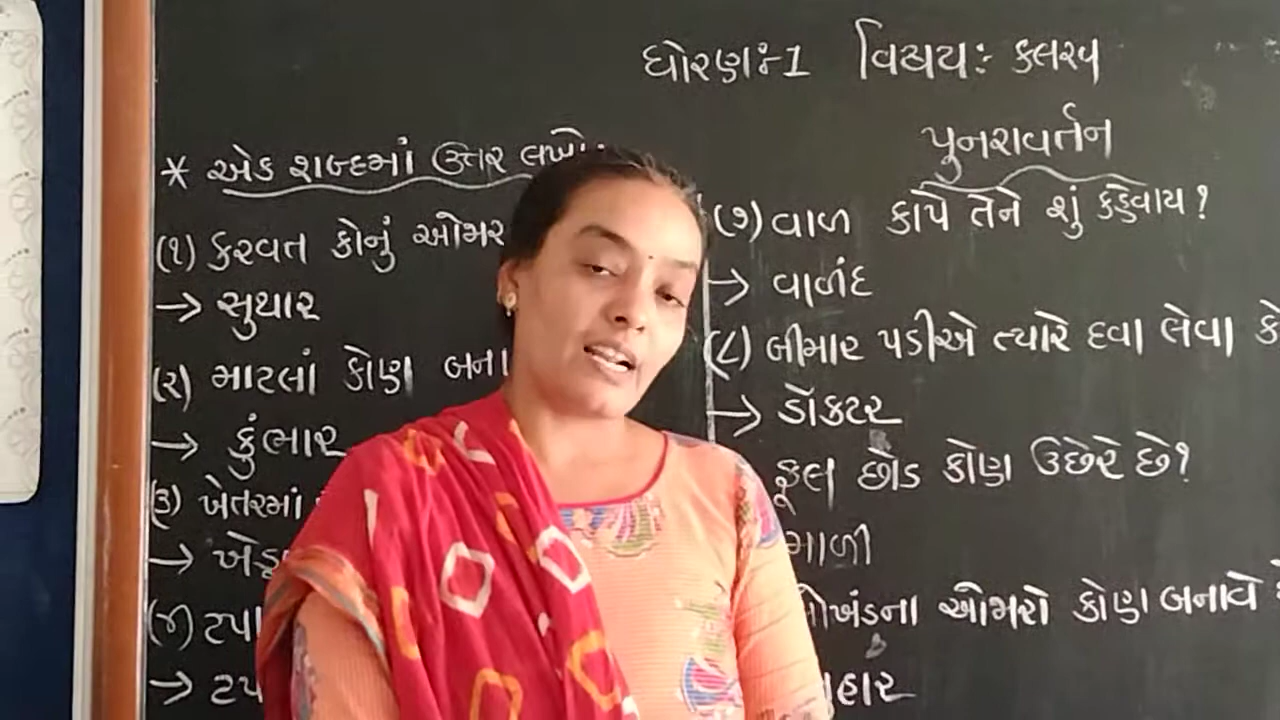 ધોરણઃ-1 વિષયઃ- કલરવ
પુનરાવર્તન
* એક શબ્દમાં ઉત્તર લખો.
(૧) કરવત કોનું ઓજાર
→ સુથાર
(૨) માટલાં કોણ બના
→ કુંભાર
(૩) ખેતરમાં
→ ખેડૂ
(૪) ટપા
→ ટપ
(૭) વાળ કાપે તેને શું કહેવાય?
→ વાળંદ
(૮) બીમાર પડીએ ત્યારે દવા લેવા કે
→ ડૉક્ટર
ફૂલ છોડ કોણ ઉછેરે છે?
માળી
ોખંડના ઓજારો કોણ બનાવે
ુહાર